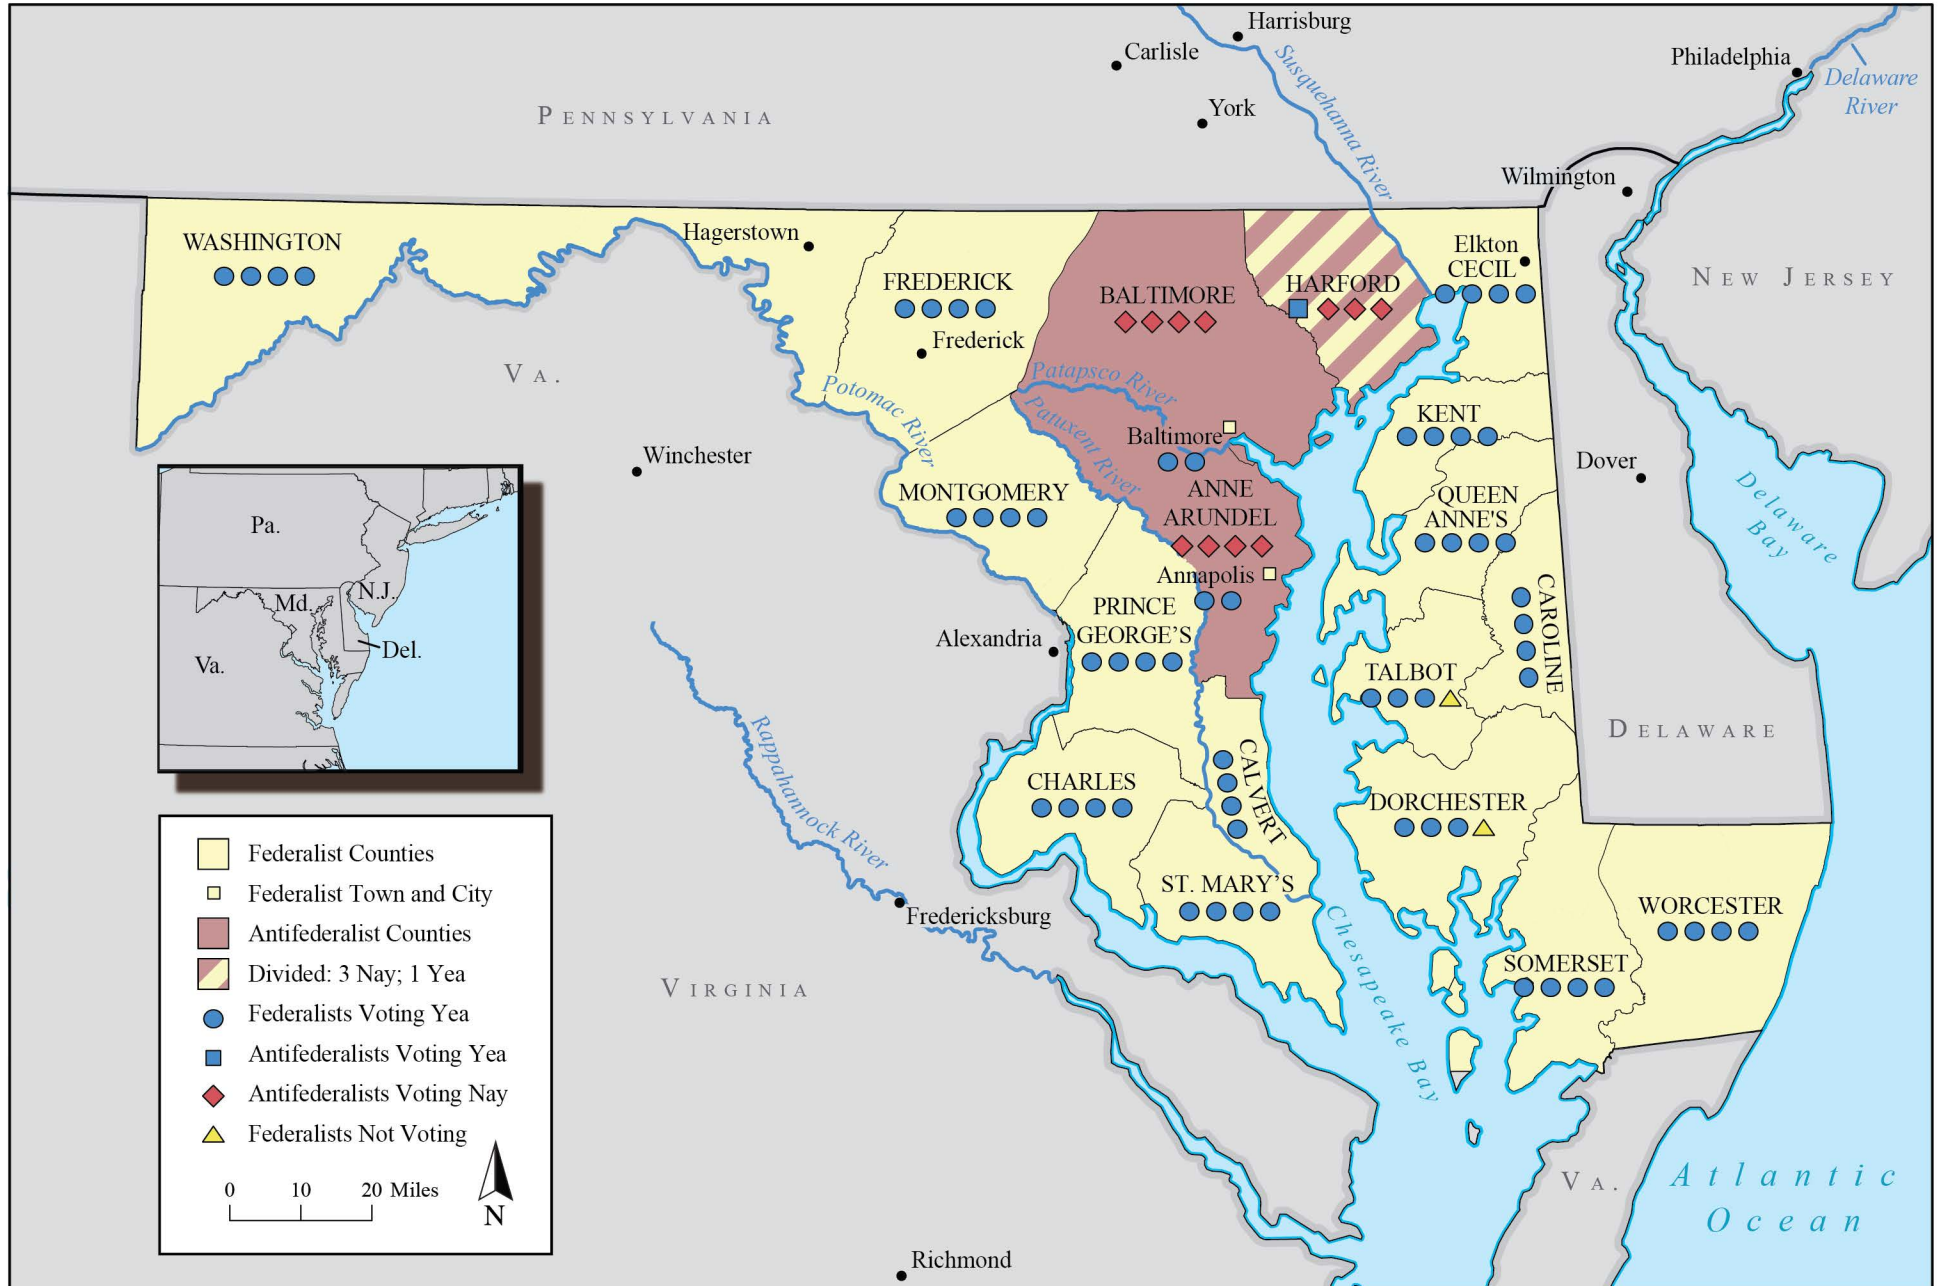 Harrisburg
Carlisle
Philadelphia
Delaware
River
Susquehanna River
York
PENNSYLVANIA
Wilmington
WASHINGTON
Hagerstown
Elkton
CECIL
FREDERICK
BALTIMORE
HARFORD
NEW JERSEY
Frederick
VA.
Potomac River
Patapsco River
Patuxent River
KENT
Baltimore
Winchester
Dover
MONTGOMERY
ANNE
ARUNDEL
QUEEN
ANNE'S
Delaware
Bay
Annapolis
CAROLINE
PRINCE
GEORGE'S
Alexandria
TALBOT
DELAWARE
Rappahannock River
CHARLES
CALVERT
DORCHESTER
ST. MARY'S
WORCESTER
Fredericksburg
Chesapeake Bay
SOMERSET
VIRGINIA
VA.
Atlantic
Ocean
Richmond
Pa.
N.J.
Md.
Del.
Va.
Federalist Counties
Federalist Town and City
Antifederalist Counties
Divided: 3 Nay; 1 Yea
Federalists Voting Yea
Antifederalists Voting Yea
Antifederalists Voting Nay
Federalists Not Voting
0 10 20 Miles
N